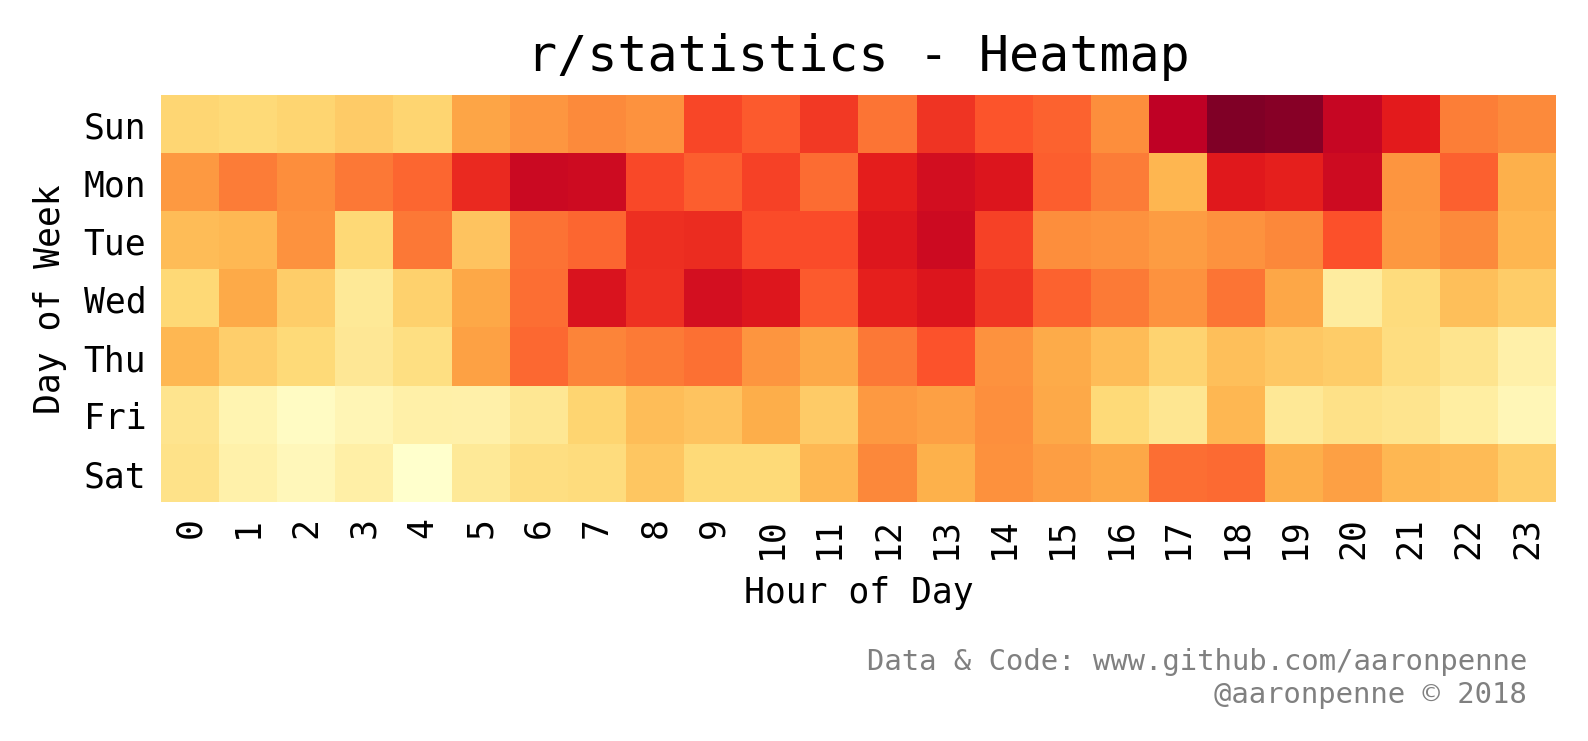 r/statistics - Heatmap
Day of Week
Sun
Mon
Tue
Wed
Thu
Fri
Sat
0 1 2 3 4 5 6 7 8 9 10 11 12 13 14 15 16 17 18 19 20 21 22 23
Hour of Day
Data & Code: www.github.com/aaronpenne
@aaronpenne © 2018